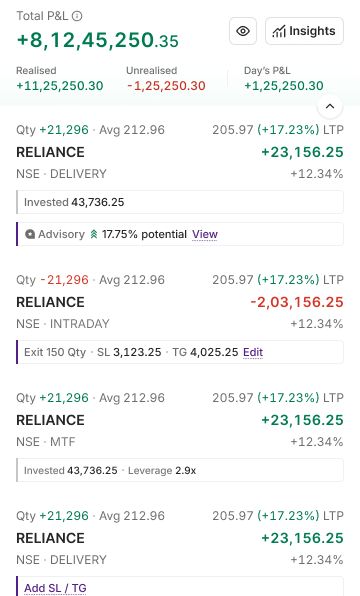 Total P&L
+8,12,45,250.35
Insights
Realised Unrealised Day's P&L
+11,25,250.30 -1,25,250.30 +1,25,250.30
Qty +21,296 · Avg 212.96 205.97 (+17.23%) LTP
RELIANCE +23,156.25
NSE · DELIVERY +12.34%
Invested 43,736.25
Advisory 17.75% potential View
Qty -21,296 · Avg 212.96 205.97 (+17.23%) LTP
RELIANCE -2,03,156.25
NSE · INTRADAY +12.34%
Exit 150 Qty · SL 3,123.25 · TG 4,025.25 Edit
Qty +21,296 · Avg 212.96 205.97 (+17.23%) LTP
RELIANCE +23,156.25
NSE · MTF +12.34%
Invested 43,736.25 · Leverage 2.9x
Qty +21,296 · Avg 212.96 205.97 (+17.23%) LTP
RELIANCE +23,156.25
NSE · DELIVERY +12.34%
Add SL / TG